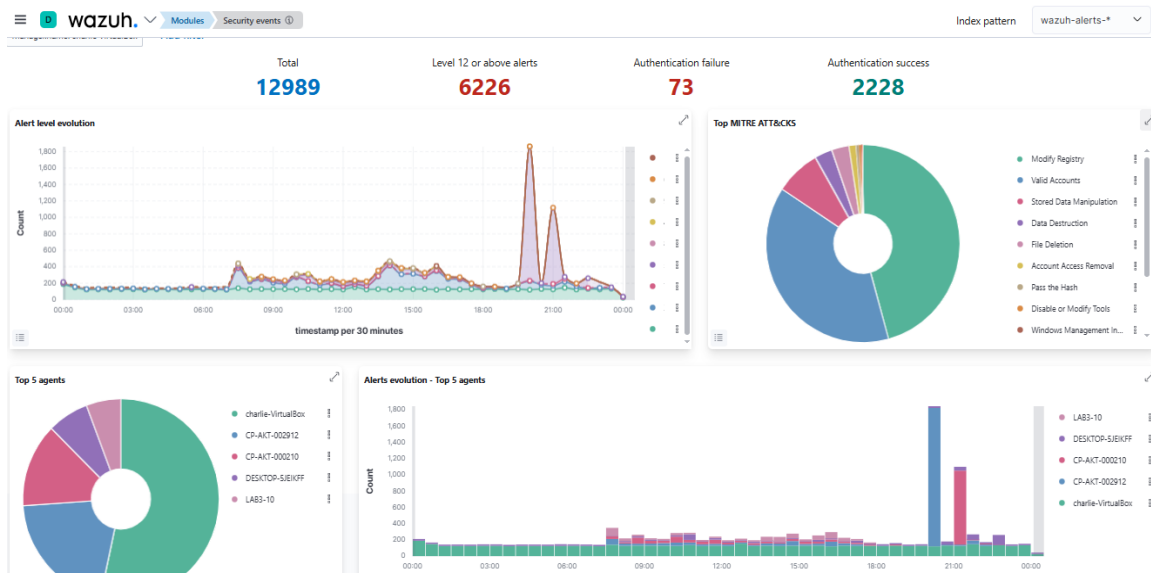 D wazuh. Modules Security events
Index pattern wazuh-alerts-*
Total
12989
Level 12 or above alerts
6226
Authentication failure
73
Authentication success
2228
Alert level evolution
Count
1,800
1,600
1,400
1,200
1,000
800
600
400
200
0
00:00 03:00 06:00 09:00 12:00 15:00 18:00 21:00 00:00
timestamp per 30 minutes
Top MITRE ATT&CKS
Modify Registry
Valid Accounts
Stored Data Manipulation
Data Destruction
File Deletion
Account Access Removal
Pass the Hash
Disable or Modify Tools
Windows Management In...
Top 5 agents
charlie-VirtualBox
CP-AKT-002912
CP-AKT-000210
DESKTOP-5JEIKFF
LAB3-10
Alerts evolution - Top 5 agents
Count
1,800
1,600
1,400
1,200
1,000
800
600
400
200
0
00:00 03:00 06:00 09:00 12:00 15:00 18:00 21:00 00:00
LAB3-10
DESKTOP-5JEIKFF
CP-AKT-000210
CP-AKT-002912
charlie-VirtualBox